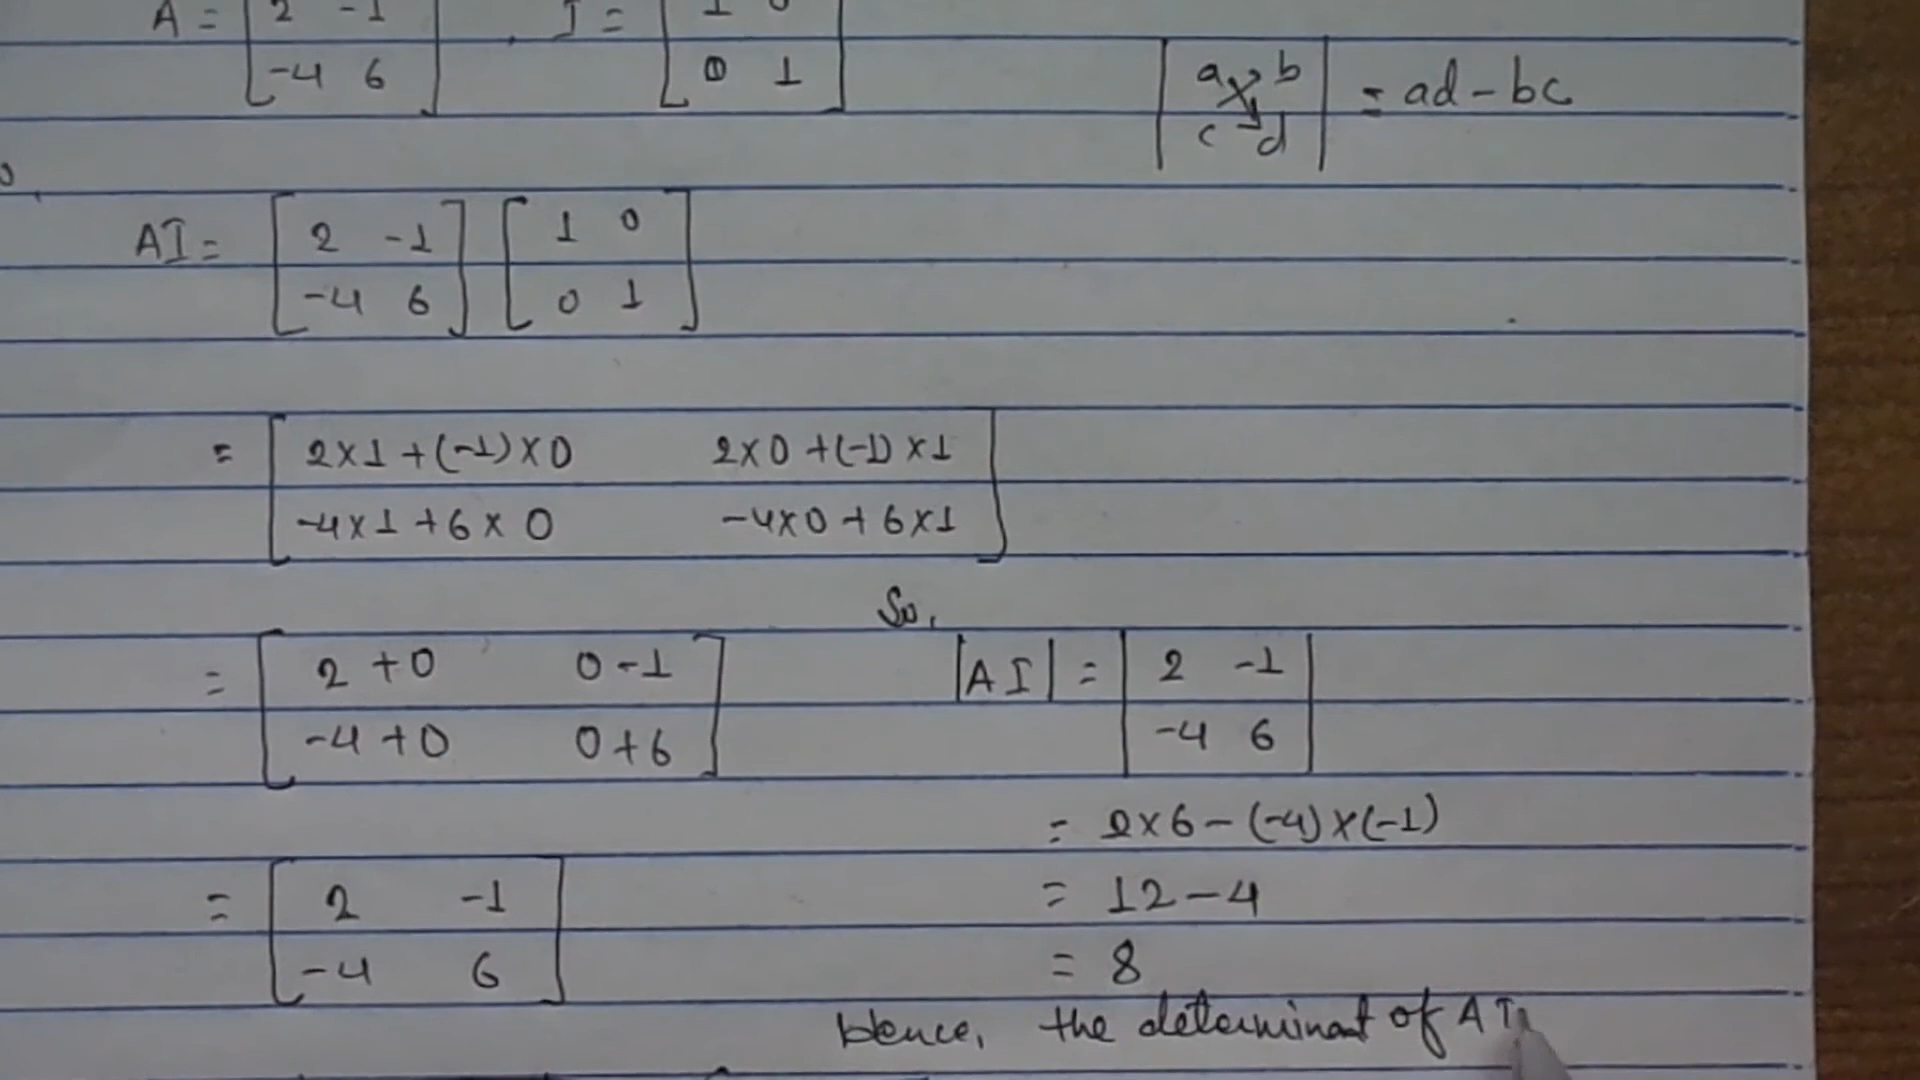 A = [ 2 -1
-4 6 ] , I = [ 1 0
0 1 ]
| a b
c d | = ad - bc
AI = [ 2 -1
-4 6 ] [ 1 0
0 1 ]
= [ 2×1+(-1)×0 2×0+(-1)×1
-4×1+6×0 -4×0+6×1 ]
= [ 2+0 0-1
-4+0 0+6 ]
= [ 2 -1
-4 6 ]
So,
|AI| = | 2 -1
-4 6 |
= 2×6-(-4)×(-1)
= 12-4
= 8
Hence, the determinant of AI